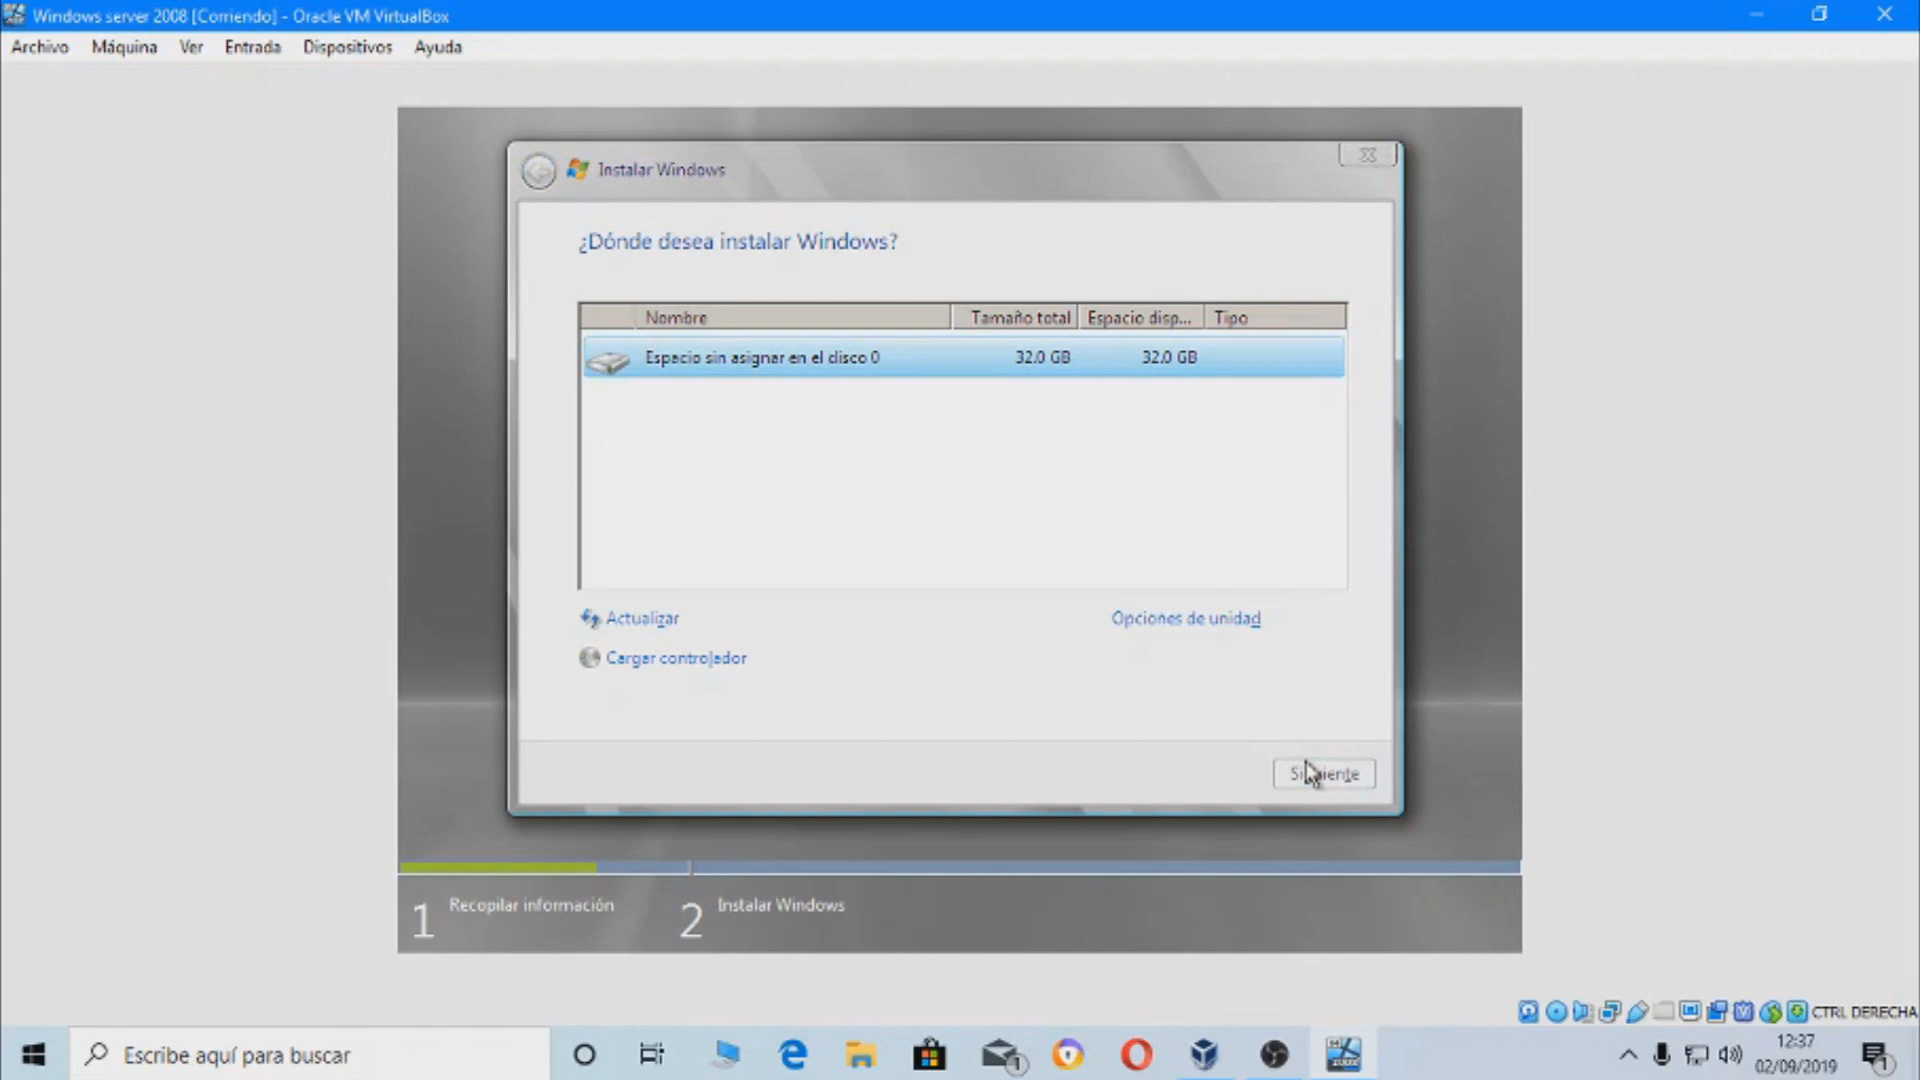 Windows server 2008 [Corriendo] - Oracle VM VirtualBox
Archivo Máquina Ver Entrada Dispositivos Ayuda
Instalar Windows
¿Dónde desea instalar Windows?
Nombre Tamaño total Espacio disp... Tipo
Espacio sin asignar en el disco 0 32.0 GB 32.0 GB
Actualizar Opciones de unidad
Cargar controlador
Siguiente
1 Recopilar información 2 Instalar Windows
CTRL DERECHA
Escribe aquí para buscar
1
12:37
02/09/2019
1